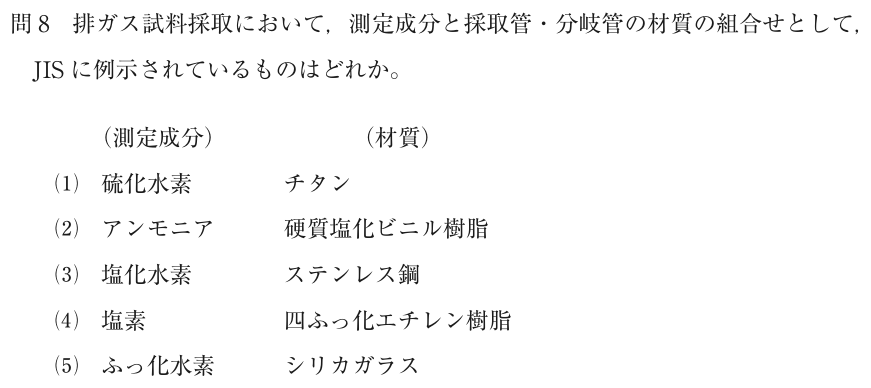 問8 排ガス試料採取において，測定成分と採取管・分岐管の材質の組合せとして，
JIS に例示されているものはどれか。
（測定成分） （材質）
(1) 硫化水素 チタン
(2) アンモニア 硬質塩化ビニル樹脂
(3) 塩化水素 ステンレス鋼
(4) 塩素 四ふっ化エチレン樹脂
(5) ふっ化水素 シリカガラス